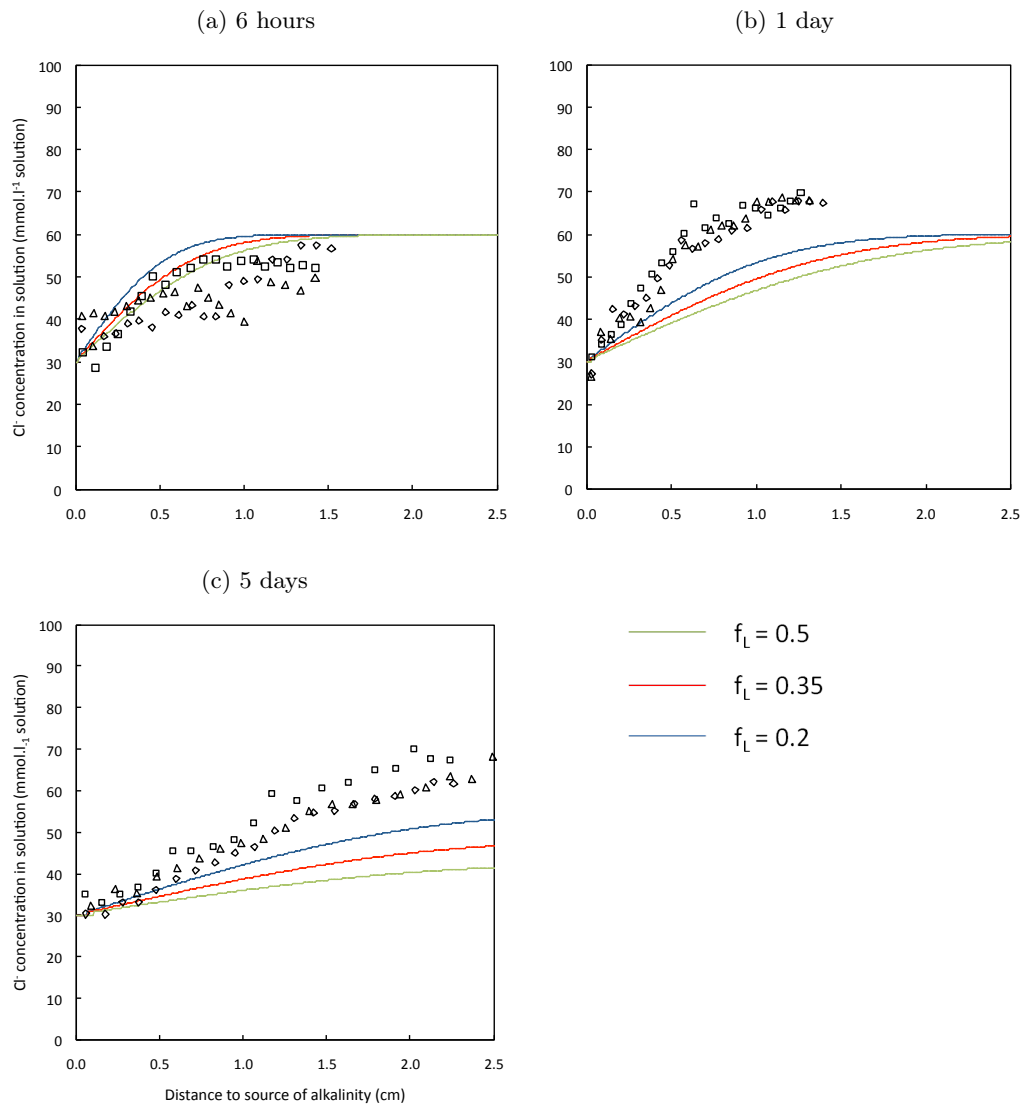 (a) 6 hours
Cl⁻ concentration in solution (mmol.l⁻¹ solution)
100
90
80
70
60
50
40
30
20
10
0
0.0 0.5 1.0 1.5 2.0 2.5
(b) 1 day
100
90
80
70
60
50
40
30
20
10
0
0.0 0.5 1.0 1.5 2.0 2.5
(c) 5 days
Cl⁻ concentration in solution (mmol.l₋₁ solution)
100
90
80
70
60
50
40
30
20
10
0
0.0 0.5 1.0 1.5 2.0 2.5
Distance to source of alkalinity (cm)
f_L = 0.5
f_L = 0.35
f_L = 0.2